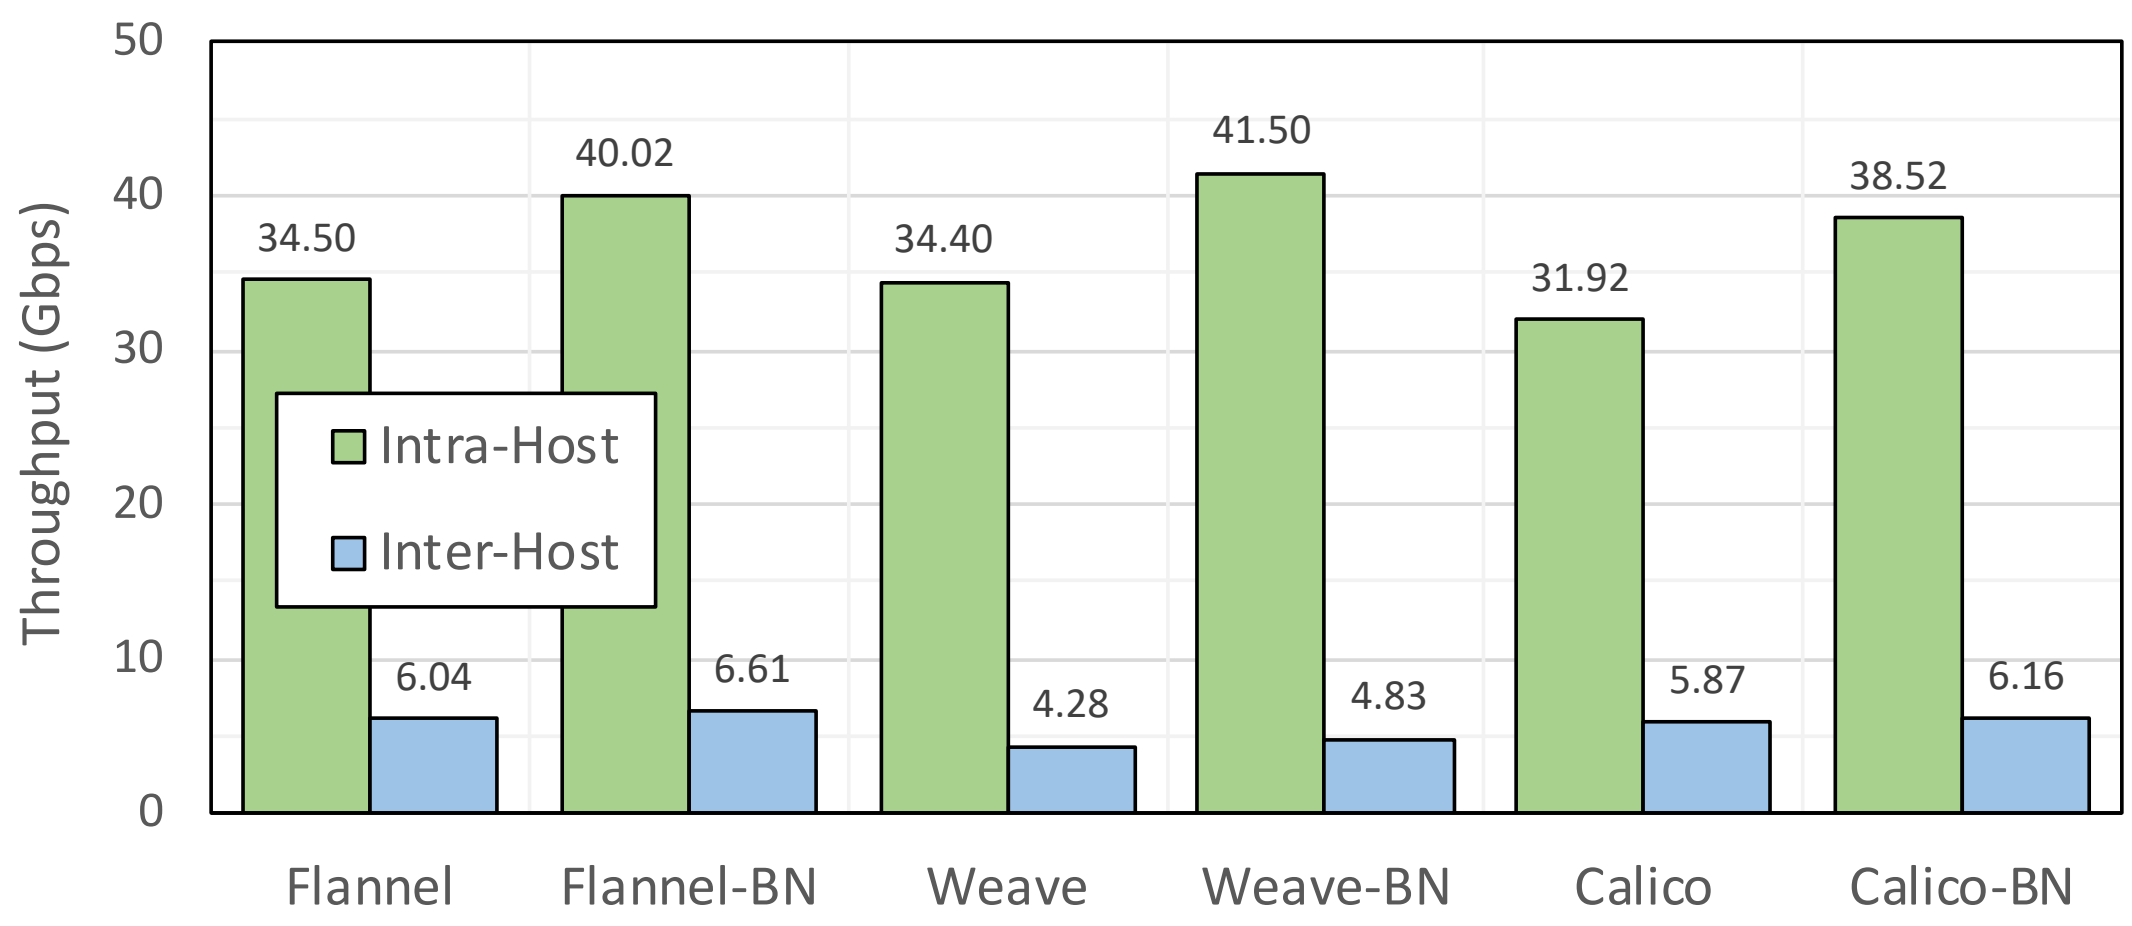 Throughput (Gbps)
50
40
30
20
10
0
34.50
40.02
34.40
41.50
31.92
38.52
Intra-Host
Inter-Host
6.04
6.61
4.28
4.83
5.87
6.16
Flannel
Flannel-BN
Weave
Weave-BN
Calico
Calico-BN